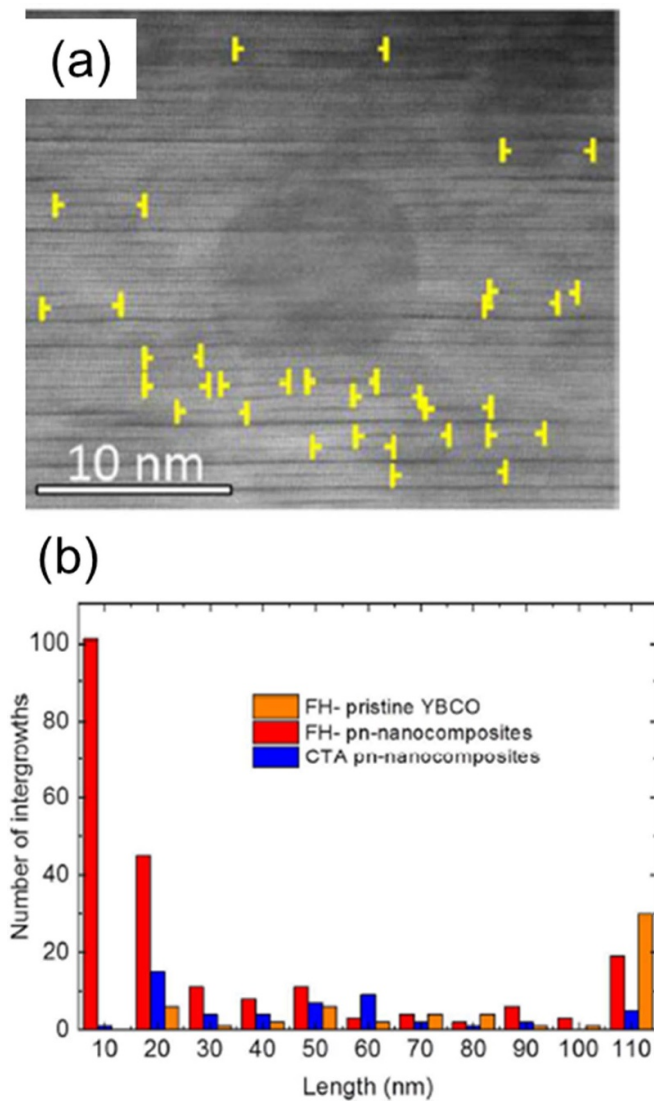 (a)
10 nm
(b)
Number of intergrowths
100
80
60
40
20
0
FH- pristine YBCO
FH- pn-nanocomposites
CTA pn-nanocomposites
10 20 30 40 50 60 70 80 90 100 110
Length (nm)